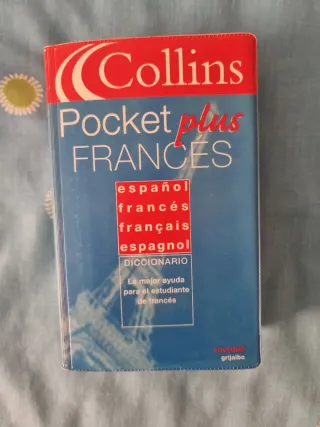 Collins
Pocket plus
FRANCÉS
español
francés
français
espagnol
DICCIONARIO
La mejor ayuda
para el estudiante
de francés
grijalbo